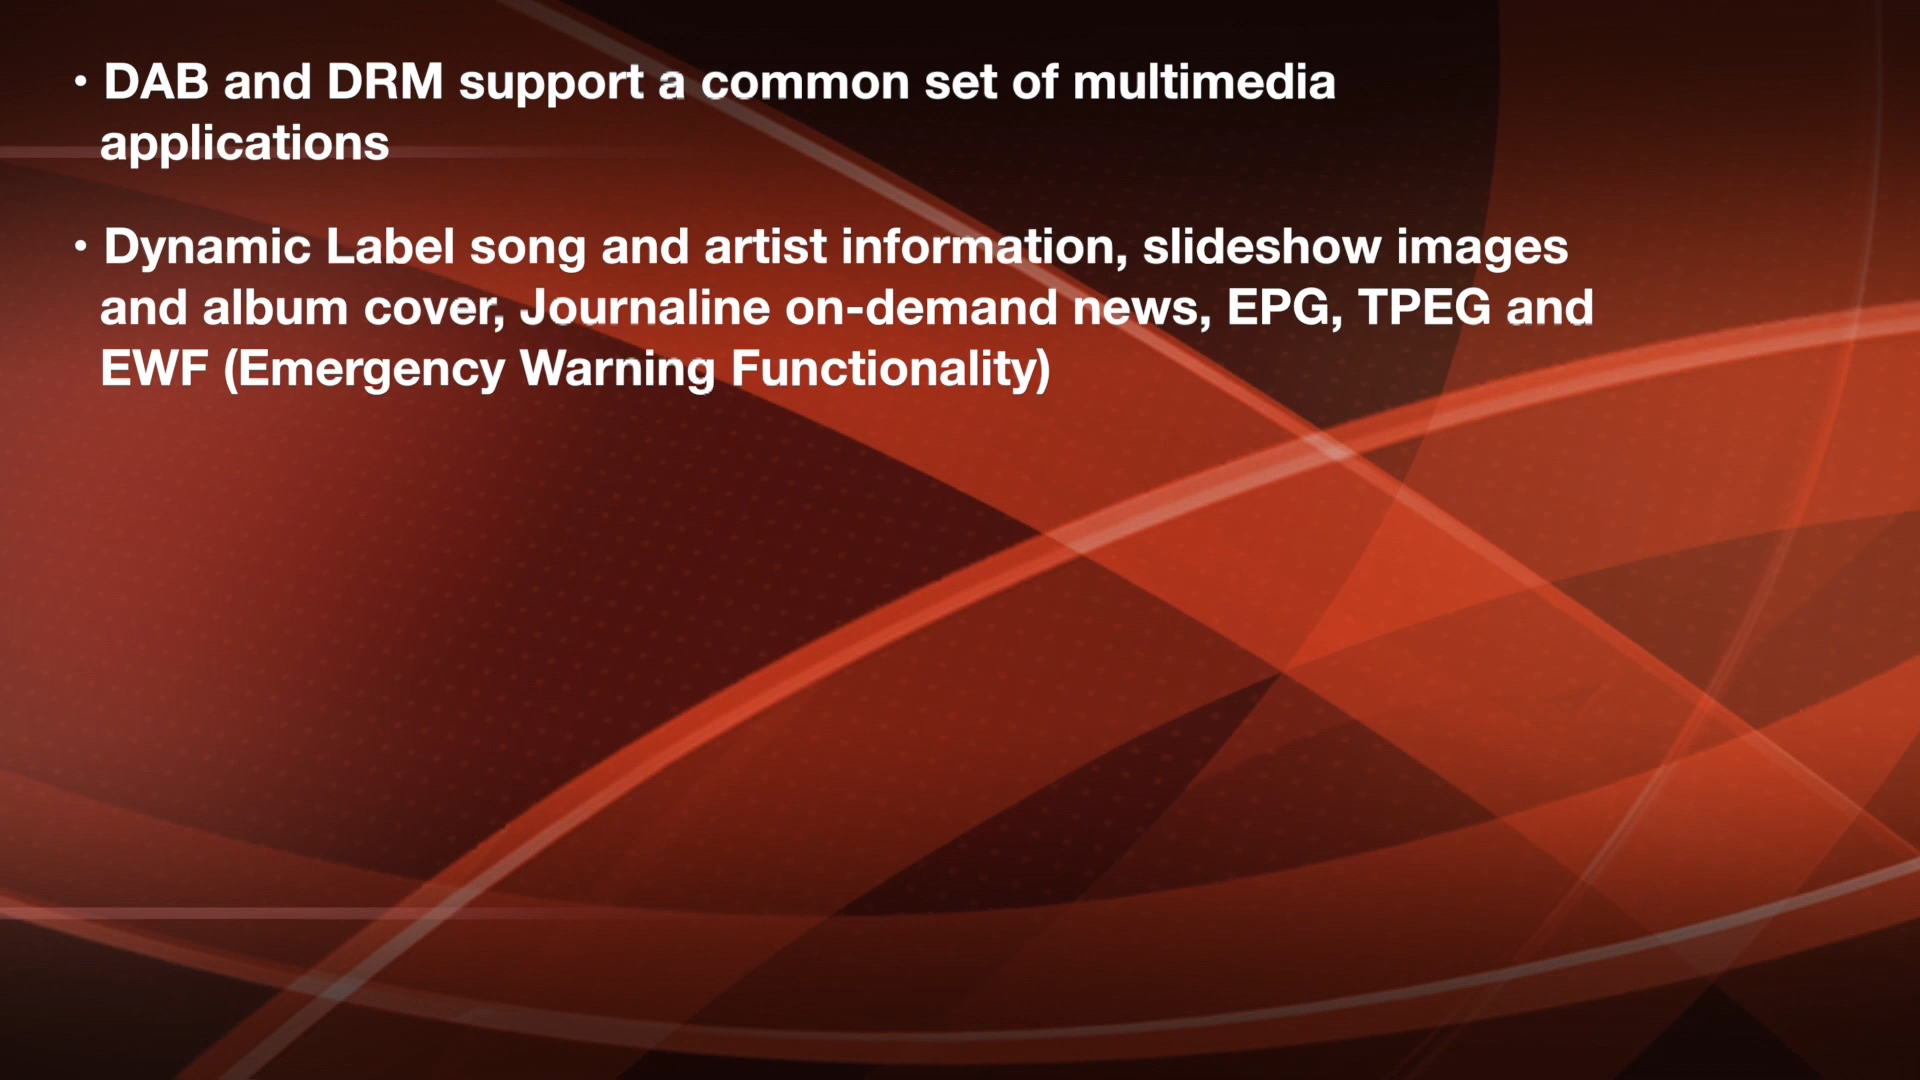 • DAB and DRM support a common set of multimedia
applications
• Dynamic Label song and artist information, slideshow images
and album cover, Journaline on-demand news, EPG, TPEG and
EWF (Emergency Warning Functionality)